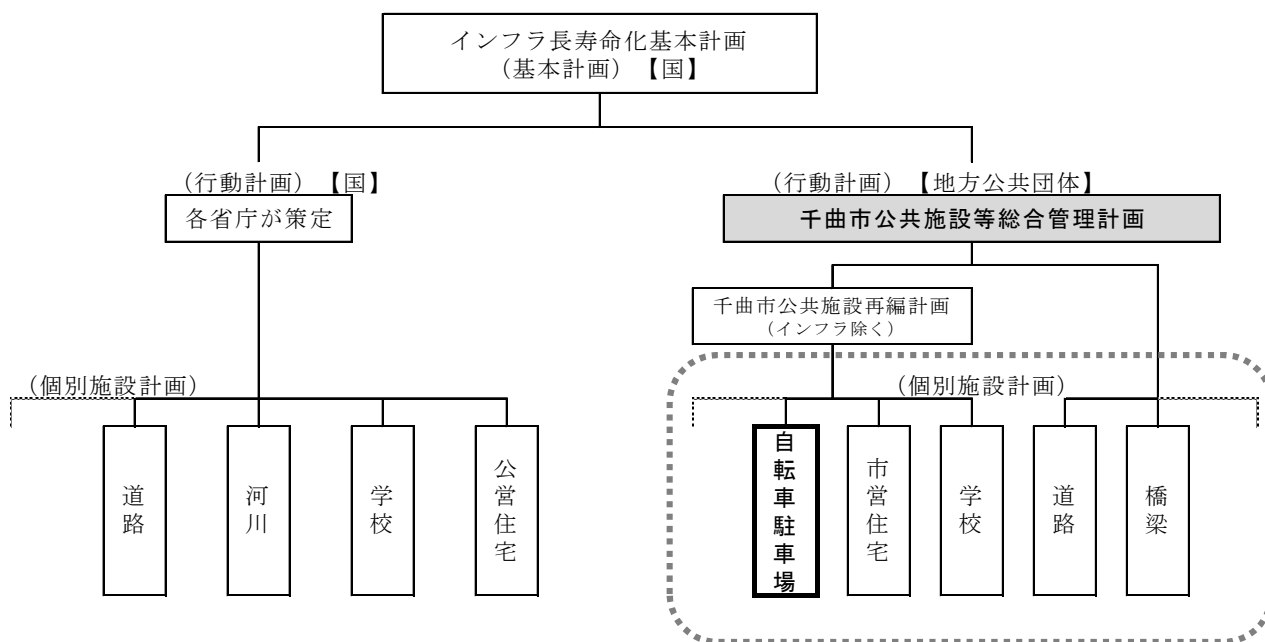 インフラ長寿命化基本計画
（基本計画）【国】
（行動計画）【国】
各省庁が策定
（行動計画）【地方公共団体】
千曲市公共施設等総合管理計画
千曲市公共施設再編計画
（インフラ除く）
（個別施設計画）
道路
河川
学校
公営住宅
（個別施設計画）
自転車駐車場
市営住宅
学校
道路
橋梁